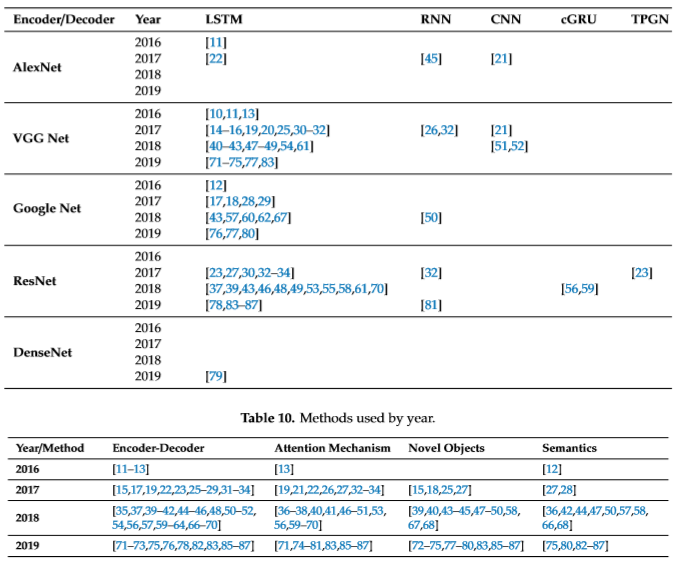 Encoder/Decoder Year LSTM RNN CNN cGRU TPGN
AlexNet
2016 [11]
2017 [22] [45] [21]
2018
2019
VGG Net
2016 [10,11,13]
2017 [14–16,19,20,25,30–32] [26,32] [21]
2018 [40–43,47–49,54,61] [51,52]
2019 [71–75,77,83]
Google Net
2016 [12]
2017 [17,18,28,29]
2018 [43,57,60,62,67] [50]
2019 [76,77,80]
ResNet
2016
2017 [23,27,30,32–34] [32] [23]
2018 [37,39,43,46,48,49,53,55,58,61,70] [56,59]
2019 [78,83–87] [81]
DenseNet
2016
2017
2018
2019 [79]
Table 10. Methods used by year.
Year/Method Encoder-Decoder Attention Mechanism Novel Objects Semantics
2016 [11–13] [13] [12]
2017 [15,17,19,22,23,25–29,31–34] [19,21,22,26,27,32–34] [15,18,25,27] [27,28]
2018 [35,37,39–42,44–46,48,50–52, [36–38,40,41,46–51,53, [39,40,43–45,47–50,58, [36,42,44,47,50,57,58,
54,56,57,59–64,66–70] 56,59–70] 67,68] 66,68]
2019 [71–73,75,76,78,82,83,85–87] [71,74–81,83,85–87] [72–75,77–80,83,85–87] [75,80,82–87]